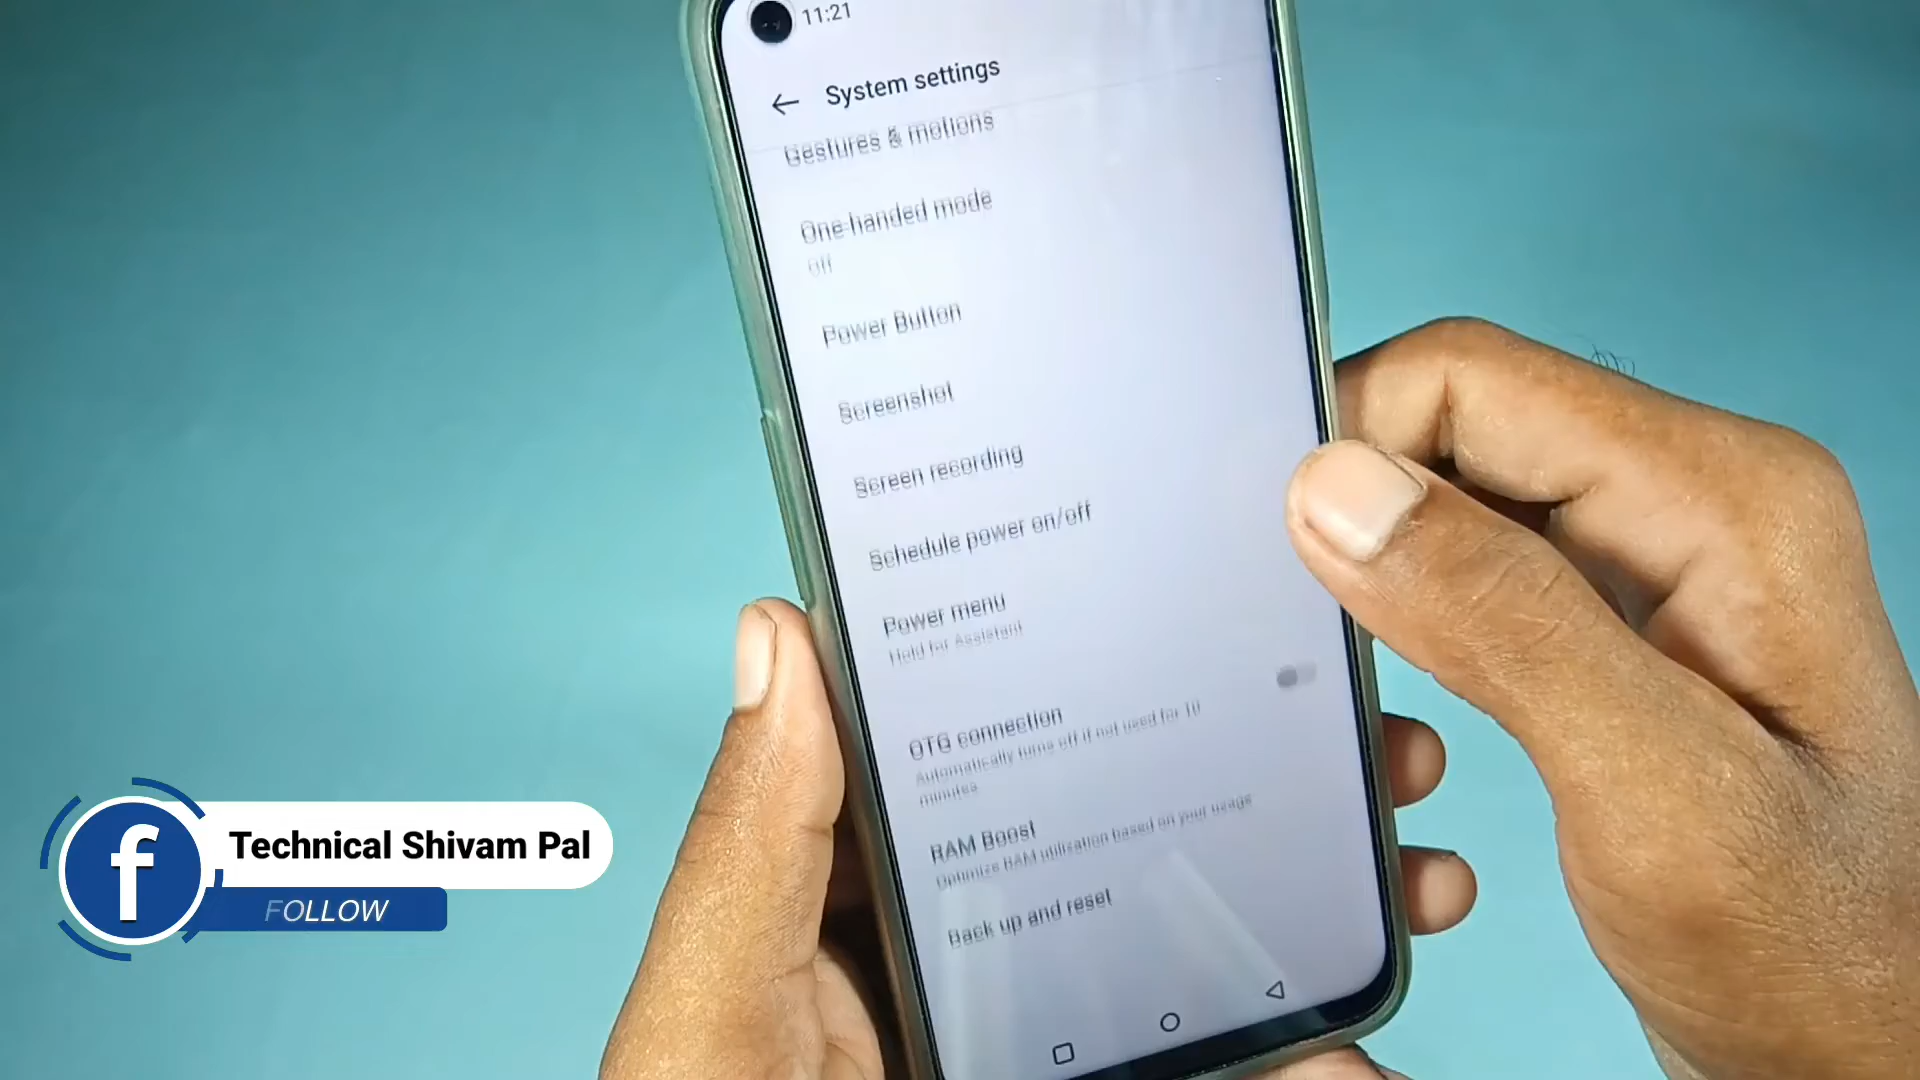 11:21
System settings
Gestures & motions
One-handed mode
Off
Power Button
Screenshot
Screen recording
Schedule power on/off
Power menu
Hold for Assistant
OTG connection
Automatically turns off if not used for 10
minutes
RAM Boost
Optimize RAM utilisation based on your usage
Back up and reset
f
Technical Shivam Pal
FOLLOW